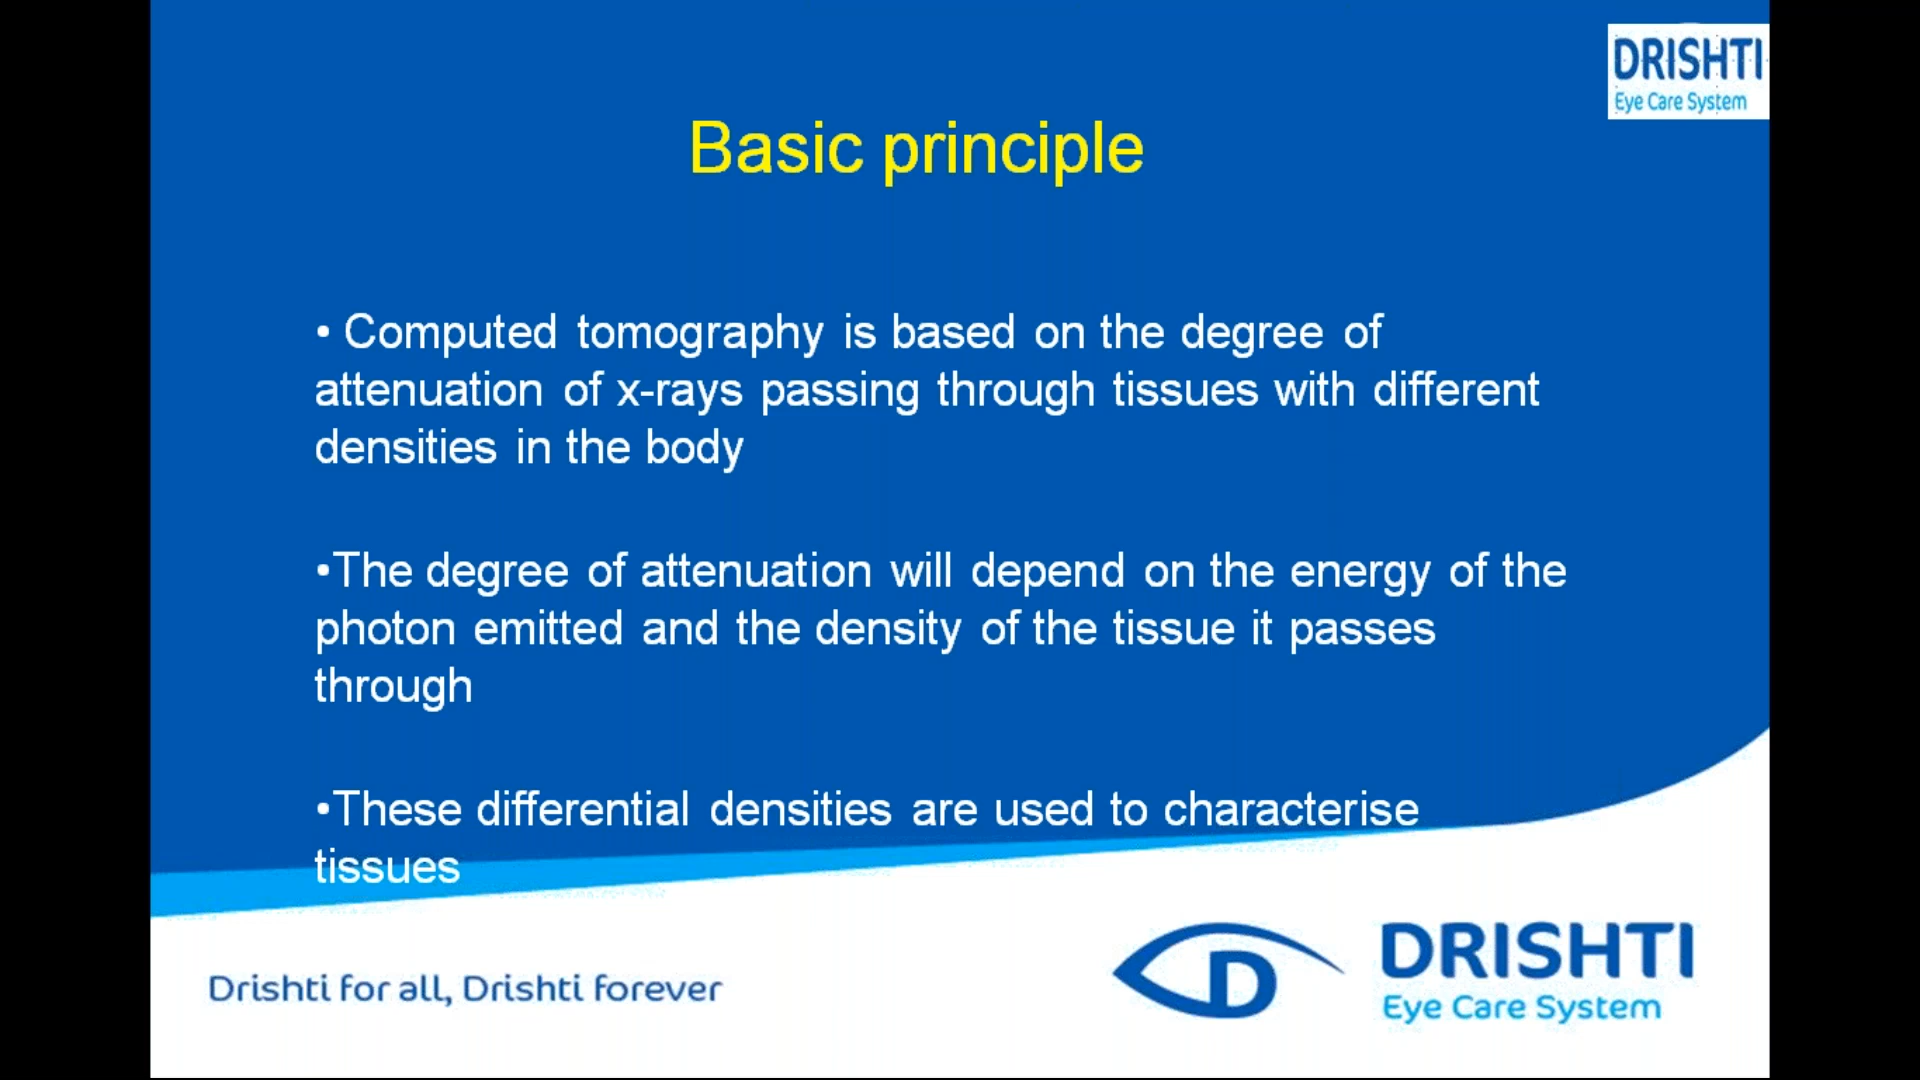 DRISHTI
Eye Care System
Basic principle
• Computed tomography is based on the degree of
attenuation of x-rays passing through tissues with different
densities in the body
•The degree of attenuation will depend on the energy of the
photon emitted and the density of the tissue it passes
through
•These differential densities are used to characterise
tissues
Drishti for all, Drishti forever
D
DRISHTI
Eye Care System